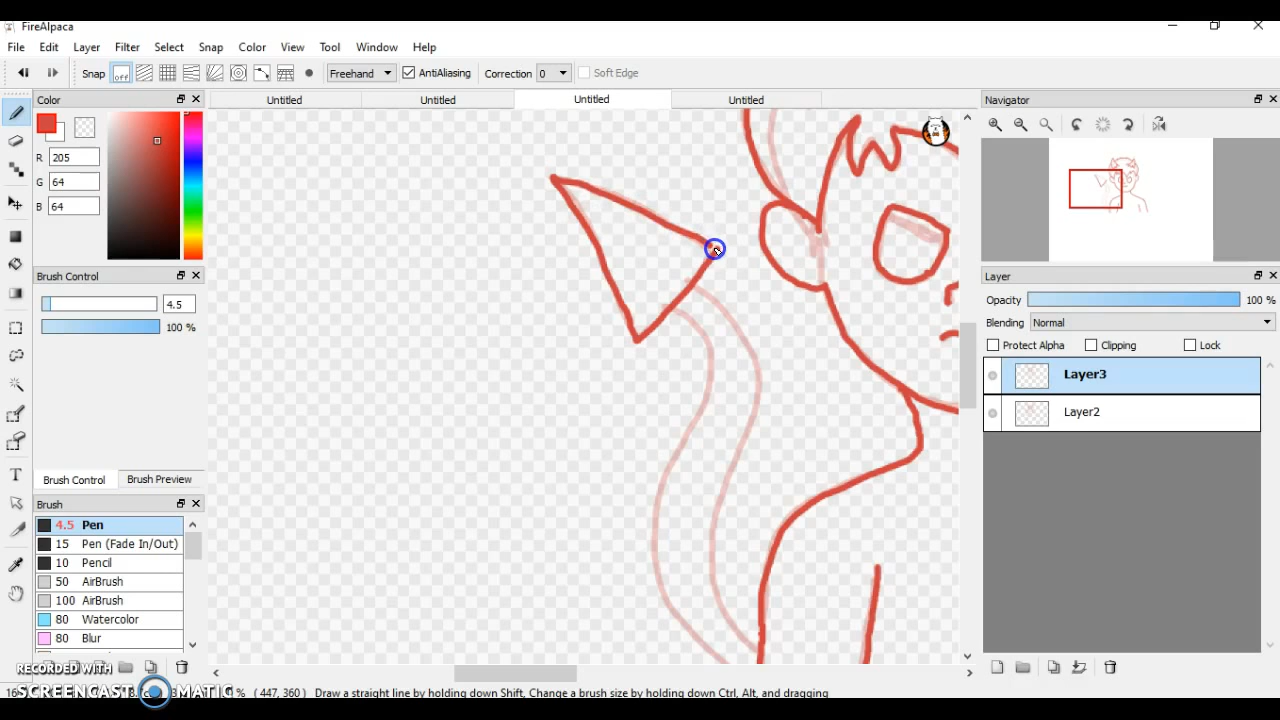 FireAlpaca
File Edit Layer Filter Select Snap Color View Tool Window Help
Snap off Freehand AntiAliasing Correction 0 Soft Edge
Color Untitled Untitled Untitled Untitled Navigator
R 205
G 64
B 64
Brush Control
4.5
100 %
Layer
Opacity 100 %
Blending Normal
Protect Alpha Clipping Lock
Layer3
Layer2
T
Brush Control Brush Preview
Brush
4.5 Pen
15 Pen (Fade In/Out)
10 Pencil
50 AirBrush
100 AirBrush
80 Watercolor
80 Blur
RECORDED WITH
SCREENCAST MATIC
% ( 447, 360 ) Draw a straight line by holding down Shift, Change a brush size by holding down Ctrl, Alt, and dragging